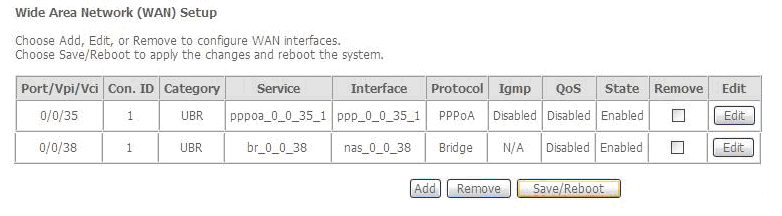 Wide Area Network (WAN) Setup
Choose Add, Edit, or Remove to configure WAN interfaces.
Choose Save/Reboot to apply the changes and reboot the system.
Port/Vpi/Vci Con. ID Category Service Interface Protocol Igmp QoS State Remove Edit
0/0/35 1 UBR pppoa_0_0_35_1 ppp_0_0_35_1 PPPoA Disabled Disabled Enabled Edit
0/0/38 1 UBR br_0_0_38 nas_0_0_38 Bridge N/A Disabled Enabled Edit
Add Remove Save/Reboot